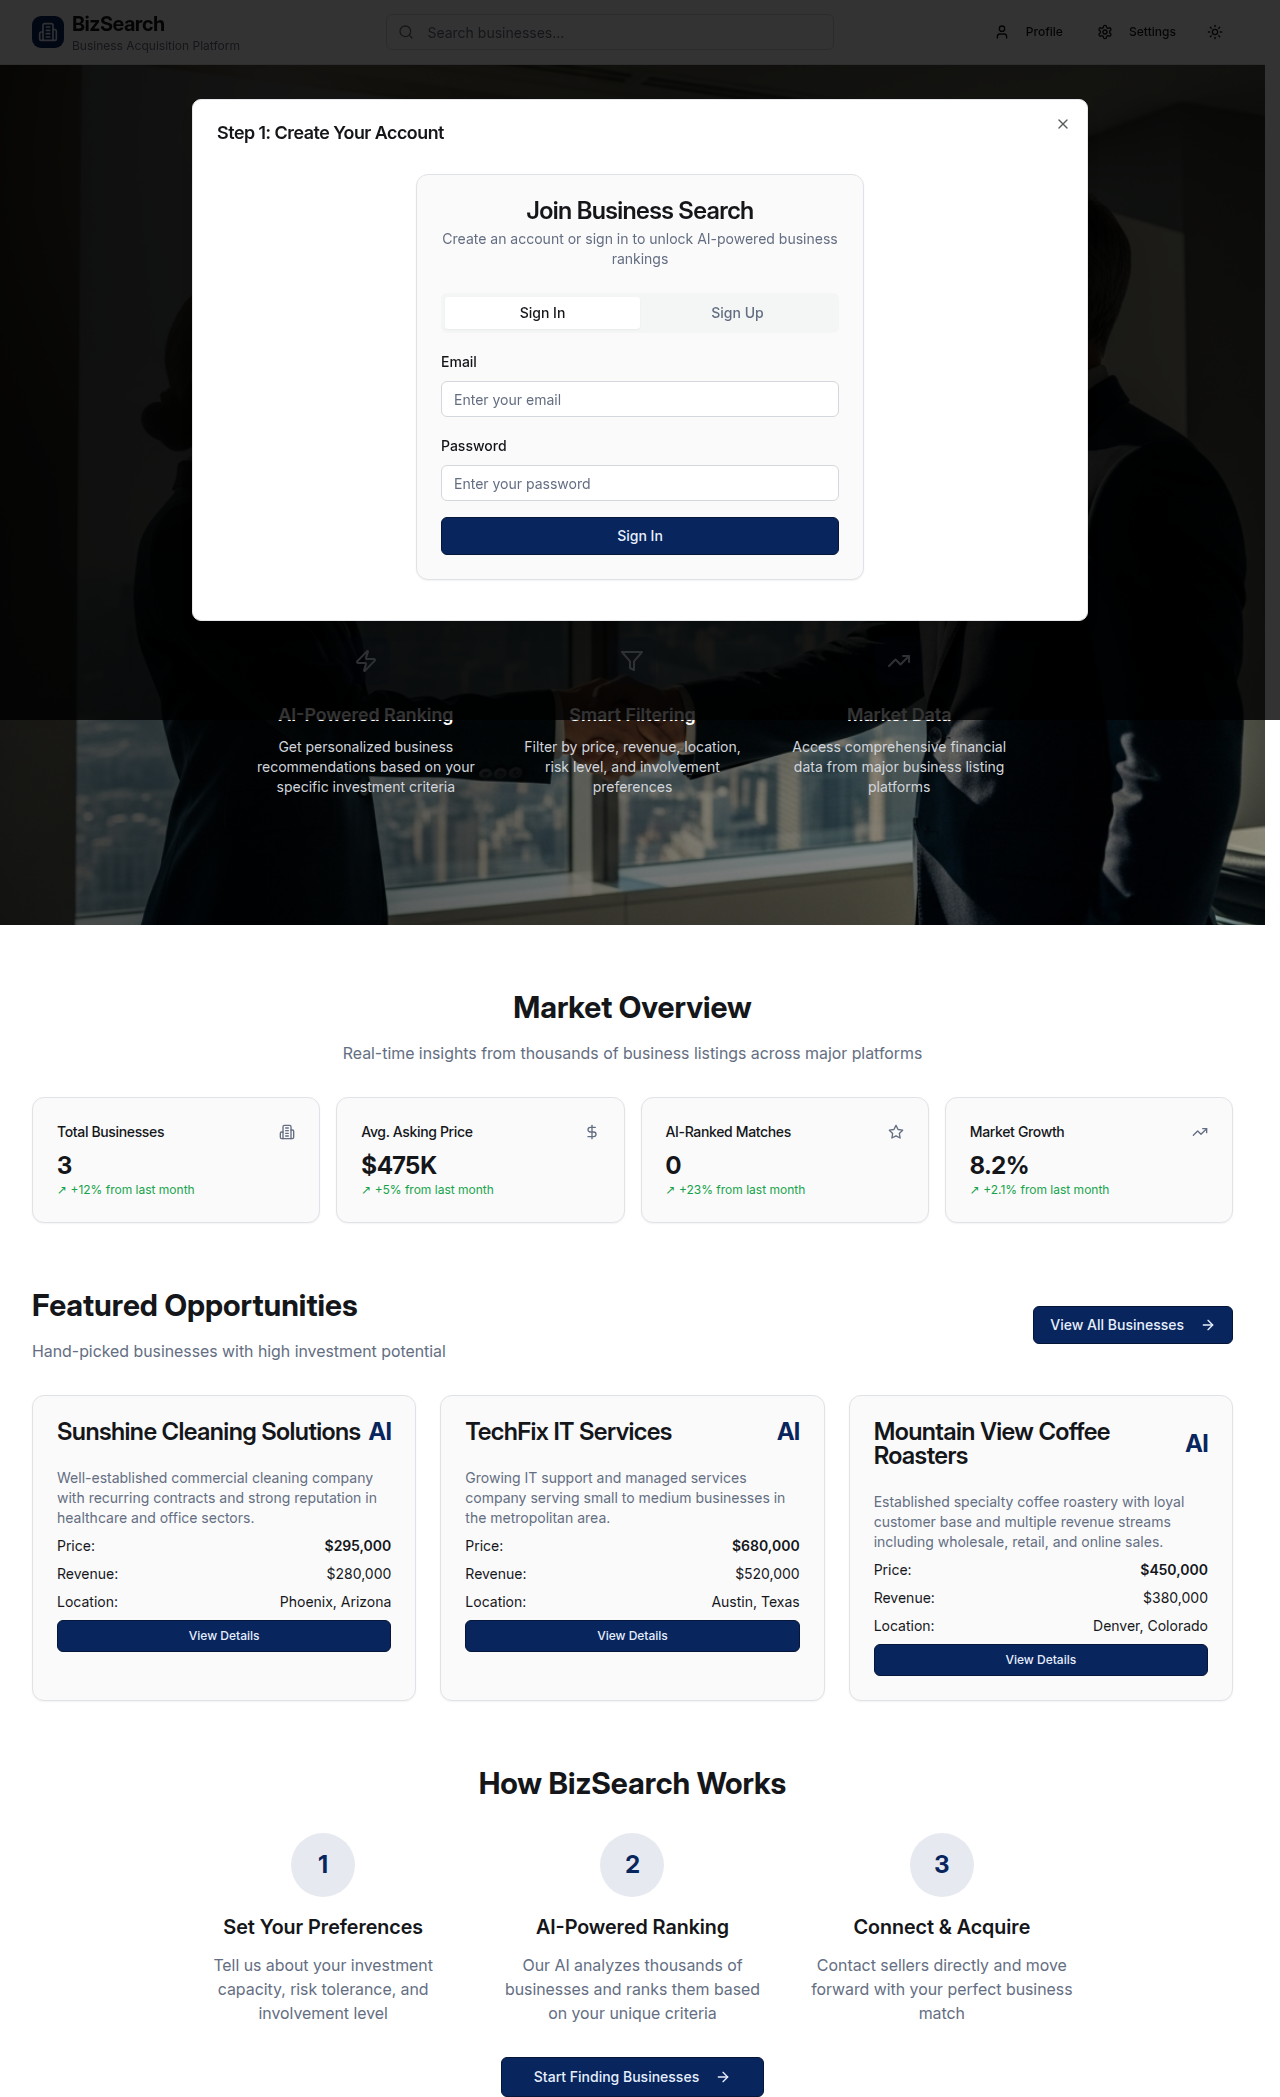 BizSearch
Business Acquisition Platform
Search businesses...
Profile
Settings
Step 1: Create Your Account
Join Business Search
Create an account or sign in to unlock AI-powered business
rankings
Sign In
Sign Up
Email
Enter your email
Password
Enter your password
Sign In
AI-Powered Ranking
Get personalized business
recommendations based on your
specific investment criteria
Smart Filtering
Filter by price, revenue, location,
risk level, and involvement
preferences
Market Data
Access comprehensive financial
data from major business listing
platforms
Market Overview
Real-time insights from thousands of business listings across major platforms
Total Businesses
3
↗ +12% from last month
Avg. Asking Price
$475K
↗ +5% from last month
AI-Ranked Matches
0
↗ +23% from last month
Market Growth
8.2%
↗ +2.1% from last month
Featured Opportunities
Hand-picked businesses with high investment potential
View All Businesses
Sunshine Cleaning Solutions AI
Well-established commercial cleaning company
with recurring contracts and strong reputation in
healthcare and office sectors.
Price: $295,000
Revenue: $280,000
Location: Phoenix, Arizona
View Details
TechFix IT Services AI
Growing IT support and managed services
company serving small to medium businesses in
the metropolitan area.
Price: $680,000
Revenue: $520,000
Location: Austin, Texas
View Details
Mountain View Coffee
Roasters
AI
Established specialty coffee roastery with loyal
customer base and multiple revenue streams
including wholesale, retail, and online sales.
Price: $450,000
Revenue: $380,000
Location: Denver, Colorado
View Details
How BizSearch Works
1
Set Your Preferences
Tell us about your investment
capacity, risk tolerance, and
involvement level
2
AI-Powered Ranking
Our AI analyzes thousands of
businesses and ranks them based
on your unique criteria
3
Connect & Acquire
Contact sellers directly and move
forward with your perfect business
match
Start Finding Businesses